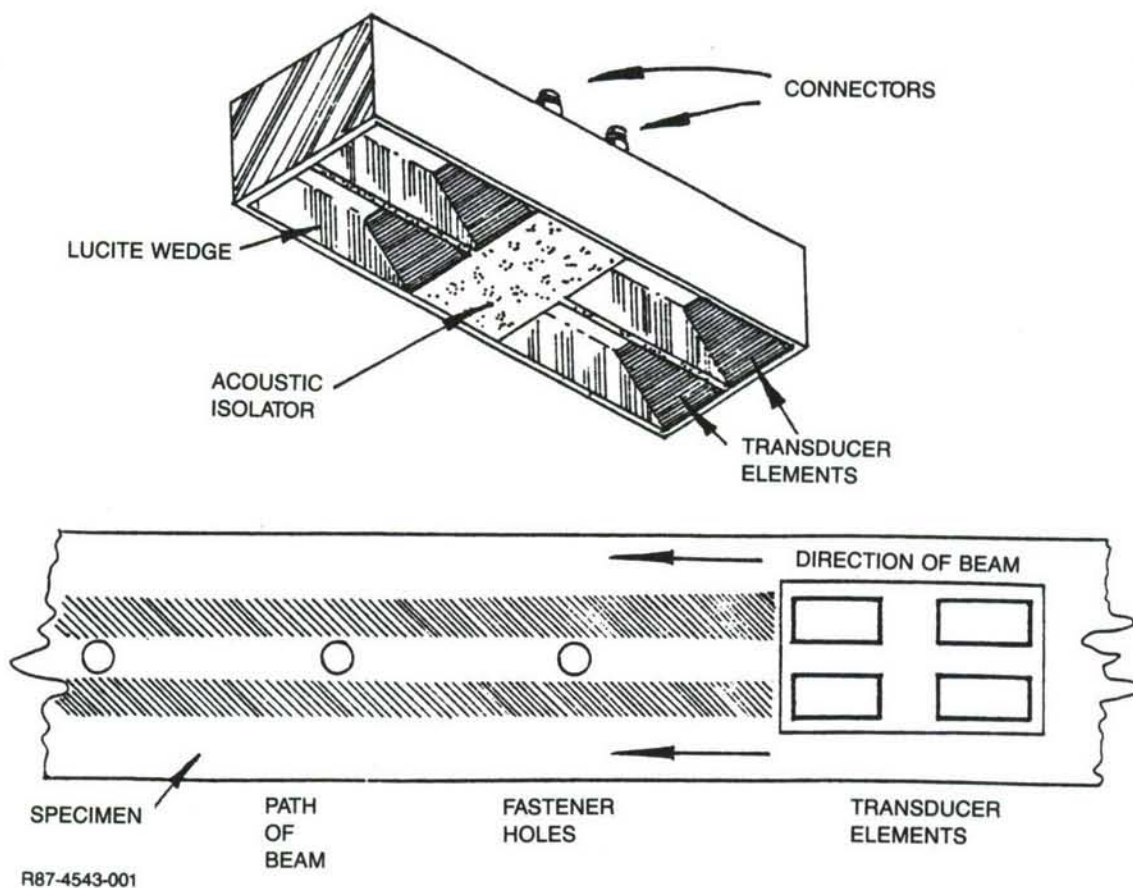 CONNECTORS
LUCITE WEDGE
ACOUSTIC
ISOLATOR
TRANSDUCER
ELEMENTS
DIRECTION OF BEAM
SPECIMEN
PATH
OF
BEAM
FASTENER
HOLES
TRANSDUCER
ELEMENTS
R87-4543-001